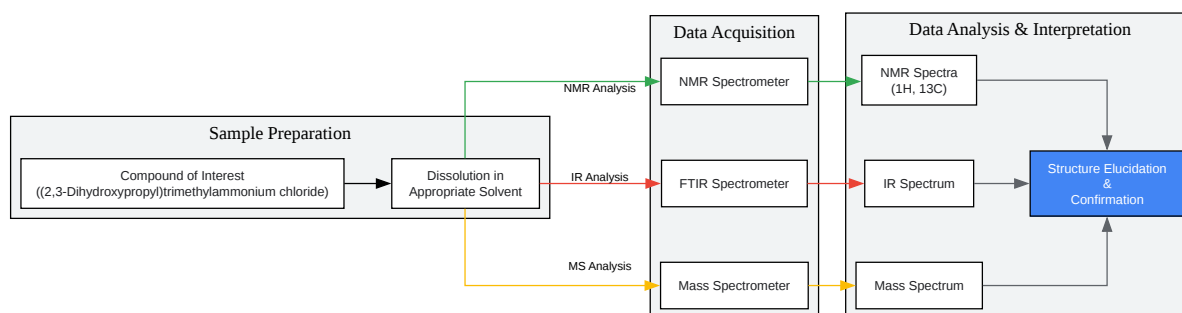 Sample Preparation
Compound of Interest
((2,3-Dihydroxypropyl)trimethylammonium chloride)
Dissolution in
Appropriate Solvent
NMR Analysis
IR Analysis
MS Analysis
Data Acquisition
NMR Spectrometer
FTIR Spectrometer
Mass Spectrometer
Data Analysis & Interpretation
NMR Spectra
(1H, 13C)
IR Spectrum
Mass Spectrum
Structure Elucidation
&
Confirmation